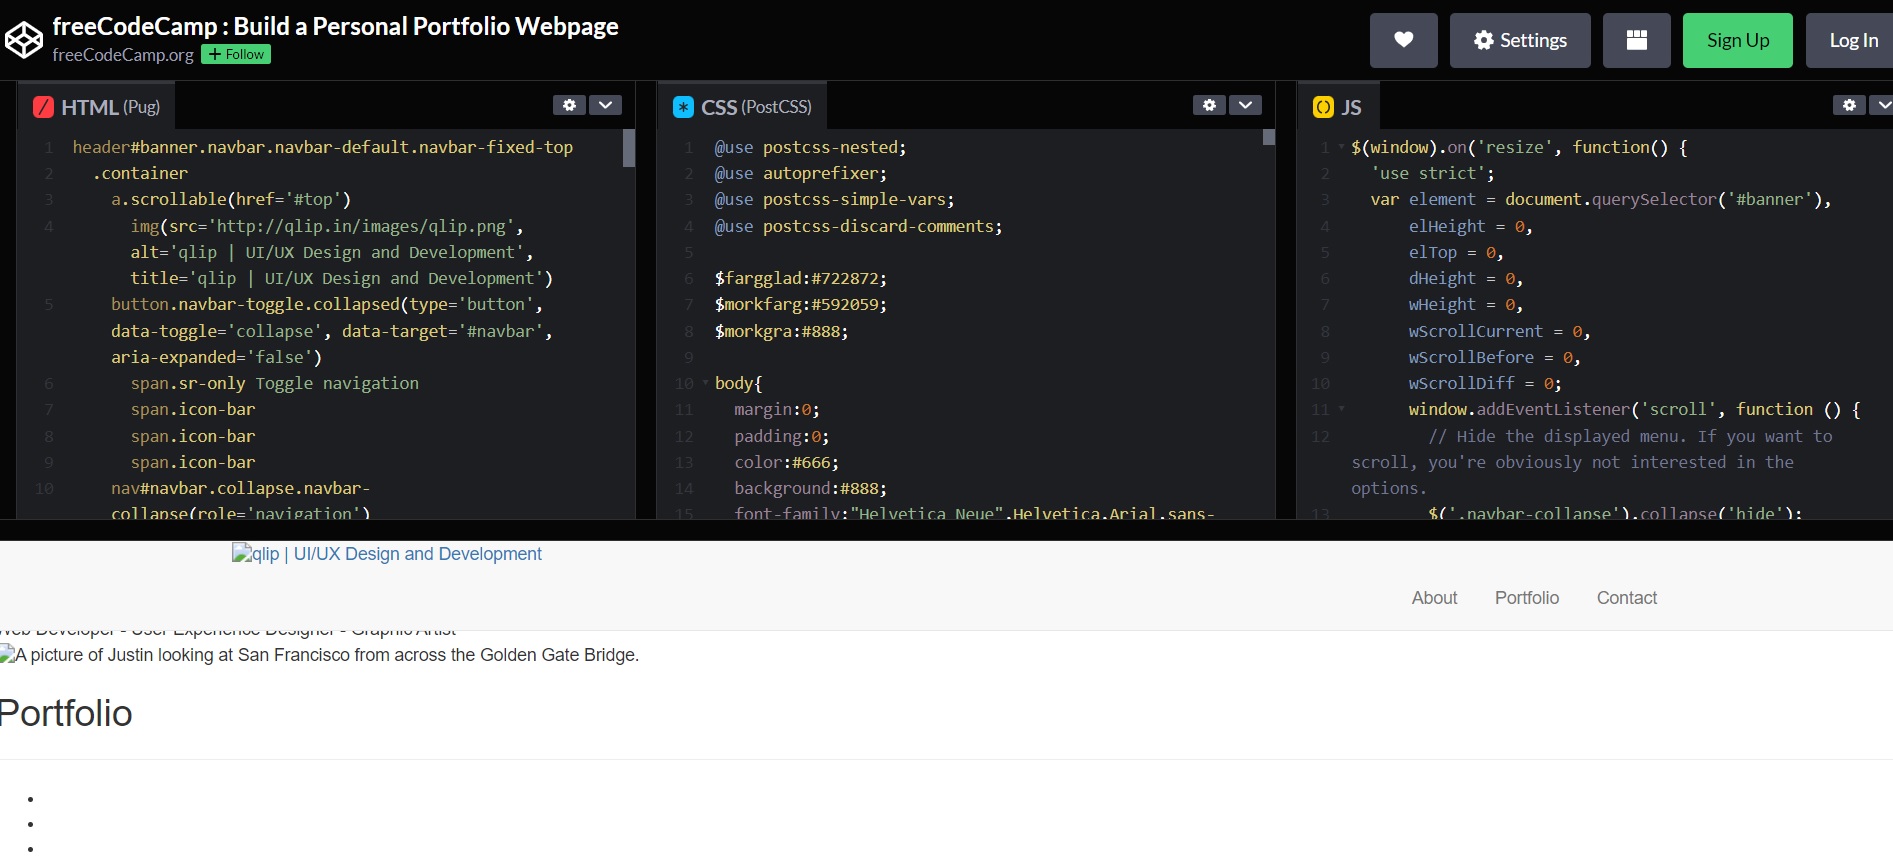 freeCodeCamp : Build a Personal Portfolio Webpage
freeCodeCamp.org + Follow
Settings
Sign Up
Log In
HTML (Pug)
1 header#banner.navbar.navbar-default.navbar-fixed-top
2 .container
3 a.scrollable(href='#top')
4 img(src='http://qlip.in/images/qlip.png',
alt='qlip | UI/UX Design and Development',
title='qlip | UI/UX Design and Development')
5 button.navbar-toggle.collapsed(type='button',
data-toggle='collapse', data-target='#navbar',
aria-expanded='false')
6 span.sr-only Toggle navigation
7 span.icon-bar
8 span.icon-bar
9 span.icon-bar
10 nav#navbar.collapse.navbar-
collapse(role='navigation')
CSS (PostCSS)
1 @use postcss-nested;
2 @use autoprefixer;
3 @use postcss-simple-vars;
4 @use postcss-discard-comments;
5
6 $fargglad:#722872;
7 $morkfarg:#592059;
8 $morkgra:#888;
9
10 body{
11 margin:0;
12 padding:0;
13 color:#666;
14 background:#888;
15 font-family:"Helvetica Neue",Helvetica,Arial,sans-
JS
1 $(window).on('resize', function() {
2 'use strict';
3 var element = document.querySelector('#banner'),
4 elHeight = 0,
5 elTop = 0,
6 dHeight = 0,
7 wHeight = 0,
8 wScrollCurrent = 0,
9 wScrollBefore = 0,
10 wScrollDiff = 0;
11 window.addEventListener('scroll', function () {
12 // Hide the displayed menu. If you want to
scroll, you're obviously not interested in the
options.
13 $('.navbar-collapse').collapse('hide');
qlip | UI/UX Design and Development
About Portfolio Contact
Web Developer - User Experience Designer - Graphic Artist
A picture of Justin looking at San Francisco from across the Golden Gate Bridge.
Portfolio